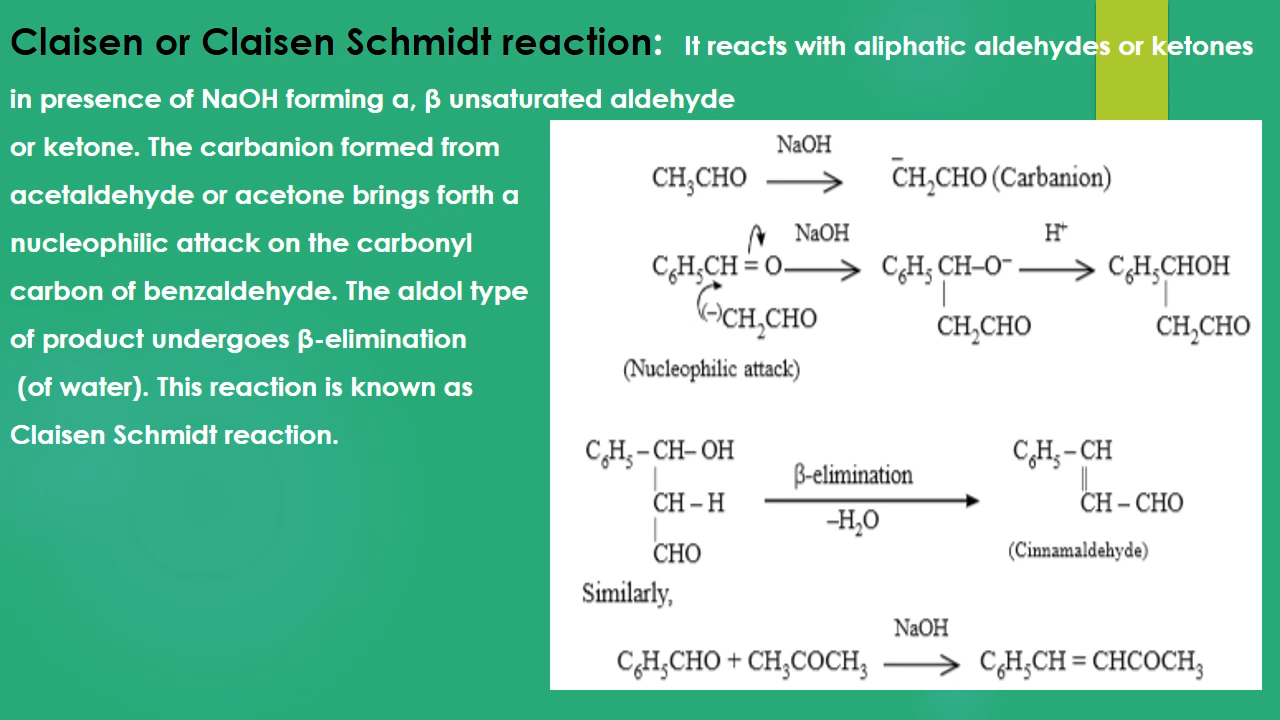 Claisen or Claisen Schmidt reaction: It reacts with aliphatic aldehydes or ketones
in presence of NaOH forming α, β unsaturated aldehyde
or ketone. The carbanion formed from
acetaldehyde or acetone brings forth a
nucleophilic attack on the carbonyl
carbon of benzaldehyde. The aldol type
of product undergoes β-elimination
(of water). This reaction is known as
Claisen Schmidt reaction.
NaOH
CH₃CHO ⟶ C̄H₂CHO (Carbanion)
NaOH H⁺
C₆H₅CH = O ⟶ C₆H₅ CH–O⁻ ⟶ C₆H₅CHOH
(–)CH₂CHO CH₂CHO CH₂CHO
(Nucleophilic attack)
C₆H₅ – CH – OH C₆H₅ – CH
β-elimination
CH – H CH – CHO
–H₂O
CHO (Cinnamaldehyde)
Similarly,
NaOH
C₆H₅CHO + CH₃COCH₃ ⟶ C₆H₅CH = CHCOCH₃